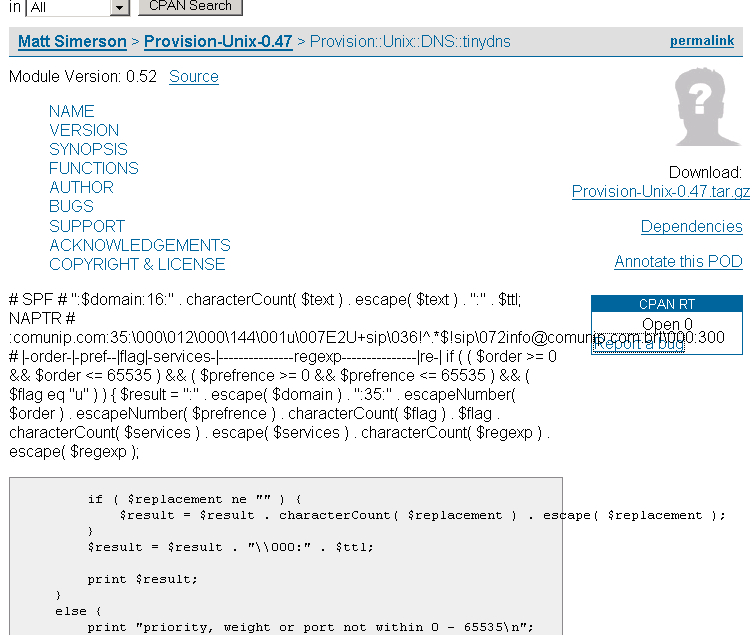 in All CPAN Search
Matt Simerson > Provision-Unix-0.47 > Provision::Unix::DNS::tinydns permalink
Module Version: 0.52 Source
NAME
VERSION
SYNOPSIS
FUNCTIONS
AUTHOR
BUGS
SUPPORT
ACKNOWLEDGEMENTS
COPYRIGHT & LICENSE
?
Download:
Provision-Unix-0.47.tar.gz
Dependencies
Annotate this POD
CPAN RT
Open 0
Report a bug
# SPF # ":$domain:16:" . characterCount( $text ) . escape( $text ) . ":" . $ttl;
NAPTR #
:comunip.com:35:\000\012\000\144\001u\007E2U+sip\036!^.*$!sip\072info@comunip.com.br!\000:300
# |-order-|-pref--|flag|-services-|---------------regexp---------------|re-| if ( ( $order >= 0
&& $order <= 65535 ) && ( $prefrence >= 0 && $prefrence <= 65535 ) && (
$flag eq "u" ) ) { $result = ":" . escape( $domain ) . ":35:" . escapeNumber(
$order ) . escapeNumber( $prefrence ) . characterCount( $flag ) . $flag .
characterCount( $services ) . escape( $services ) . characterCount( $regexp ) .
escape( $regexp );
if ( $replacement ne "" ) {
$result = $result . characterCount( $replacement ) . escape( $replacement );
}
$result = $result . "\\000:" . $ttl;
print $result;
}
else {
print "priority, weight or port not within 0 - 65535\n";